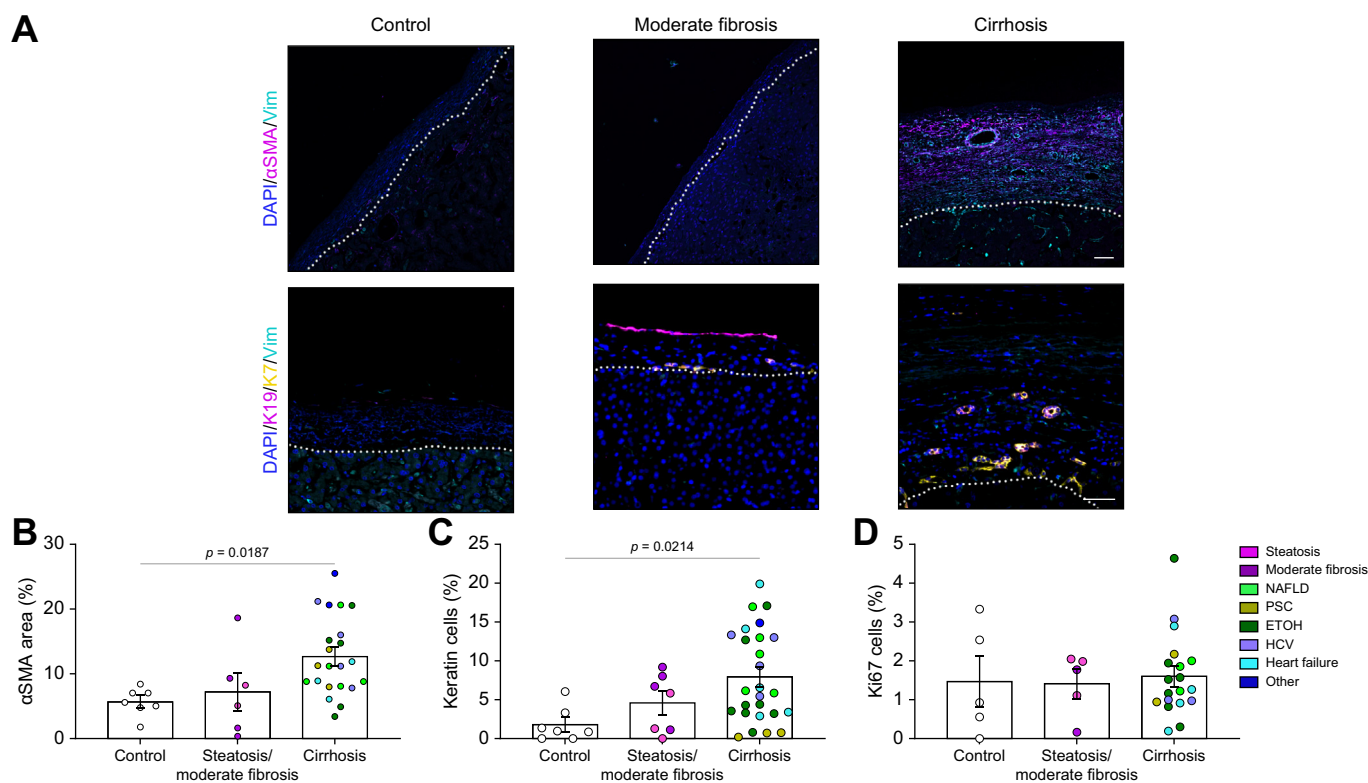 A
Control
Moderate fibrosis
Cirrhosis
DAPI/αSMA/Vim
DAPI/K19/K7/Vim
B
αSMA area (%)
30
20
10
0
p = 0.0187
Control
Steatosis/
moderate fibrosis
Cirrhosis
C
Keratin cells (%)
25
20
15
10
5
0
p = 0.0214
Control
Steatosis/
moderate fibrosis
Cirrhosis
D
Ki67 cells (%)
5
4
3
2
1
0
Control
Steatosis/
moderate fibrosis
Cirrhosis
Steatosis
Moderate fibrosis
NAFLD
PSC
ETOH
HCV
Heart failure
Other